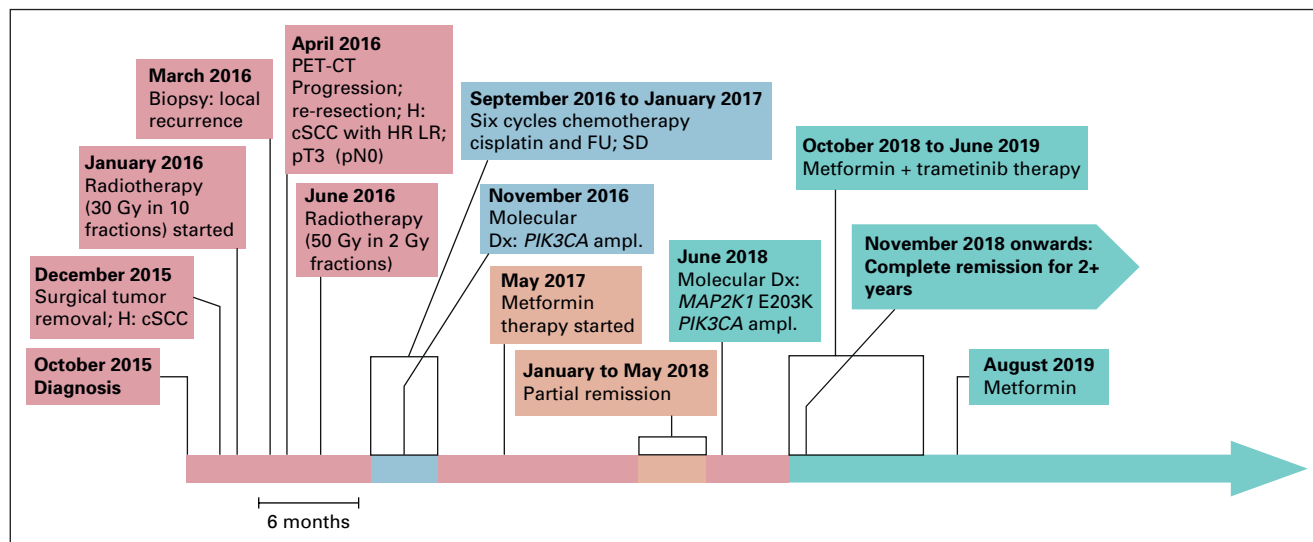 October 2015
Diagnosis
December 2015
Surgical tumor
removal; H: cSCC
January 2016
Radiotherapy
(30 Gy in 10
fractions) started
March 2016
Biopsy: local
recurrence
April 2016
PET-CT
Progression;
re-resection; H:
cSCC with HR LR;
pT3 (pN0)
June 2016
Radiotherapy
(50 Gy in 2 Gy
fractions)
September 2016 to January 2017
Six cycles chemotherapy
cisplatin and FU; SD
November 2016
Molecular
Dx: PIK3CA ampl.
May 2017
Metformin
therapy started
January to May 2018
Partial remission
June 2018
Molecular Dx:
MAP2K1 E203K
PIK3CA ampl.
October 2018 to June 2019
Metformin + trametinib therapy
November 2018 onwards:
Complete remission for 2+
years
August 2019
Metformin
6 months